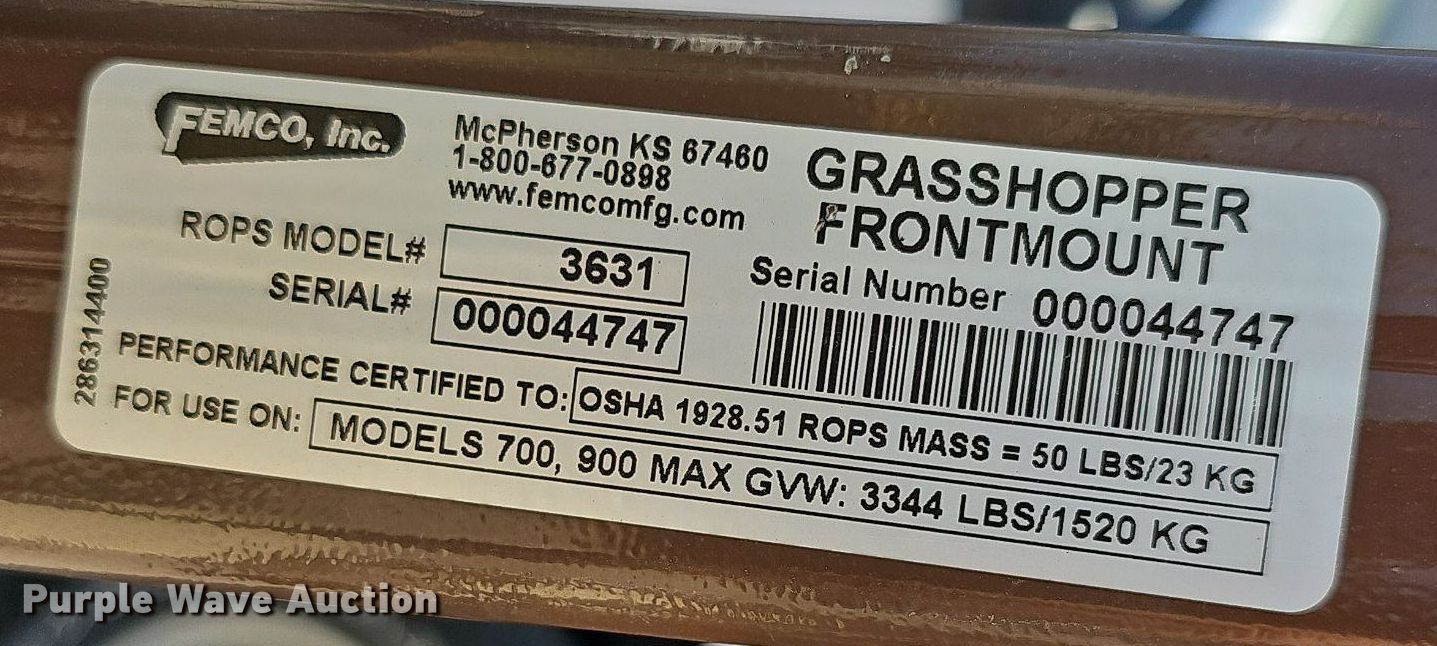 FEMCO, Inc.
McPherson KS 67460
1-800-677-0898
www.femcomfg.com
GRASSHOPPER
FRONTMOUNT
ROPS MODEL# 3631
SERIAL# 000044747
Serial Number 000044747
2863144400
PERFORMANCE CERTIFIED TO: OSHA 1928.51 ROPS MASS = 50 LBS/23 KG
FOR USE ON: MODELS 700, 900 MAX GVW: 3344 LBS/1520 KG
Purple Wave Auction